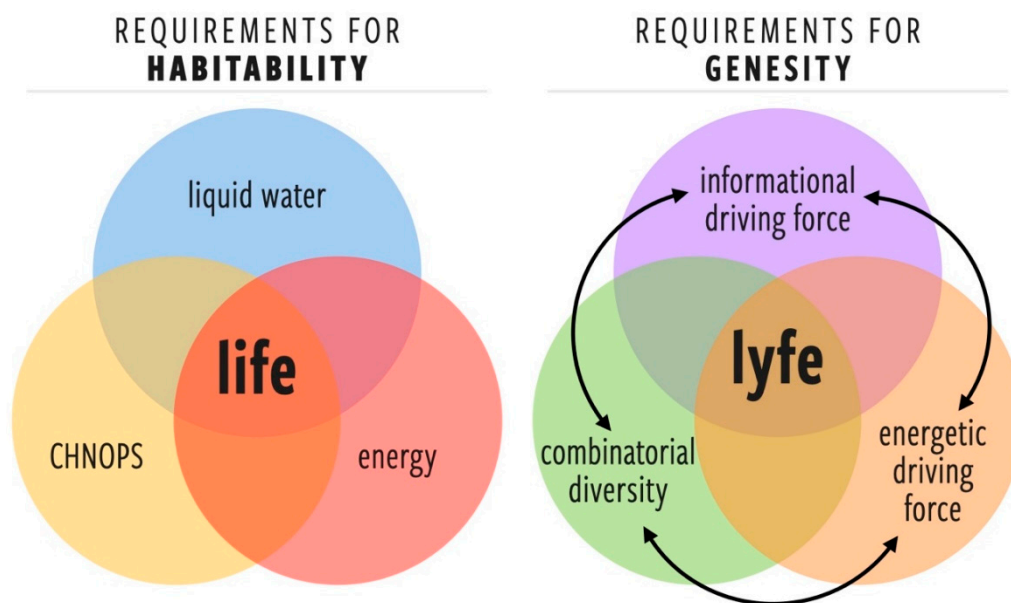 REQUIREMENTS FOR
HABITABILITY
liquid water
life
CHNOPS
energy
REQUIREMENTS FOR
GENESITY
informational
driving force
lyfe
combinatorial
diversity
energetic
driving
force